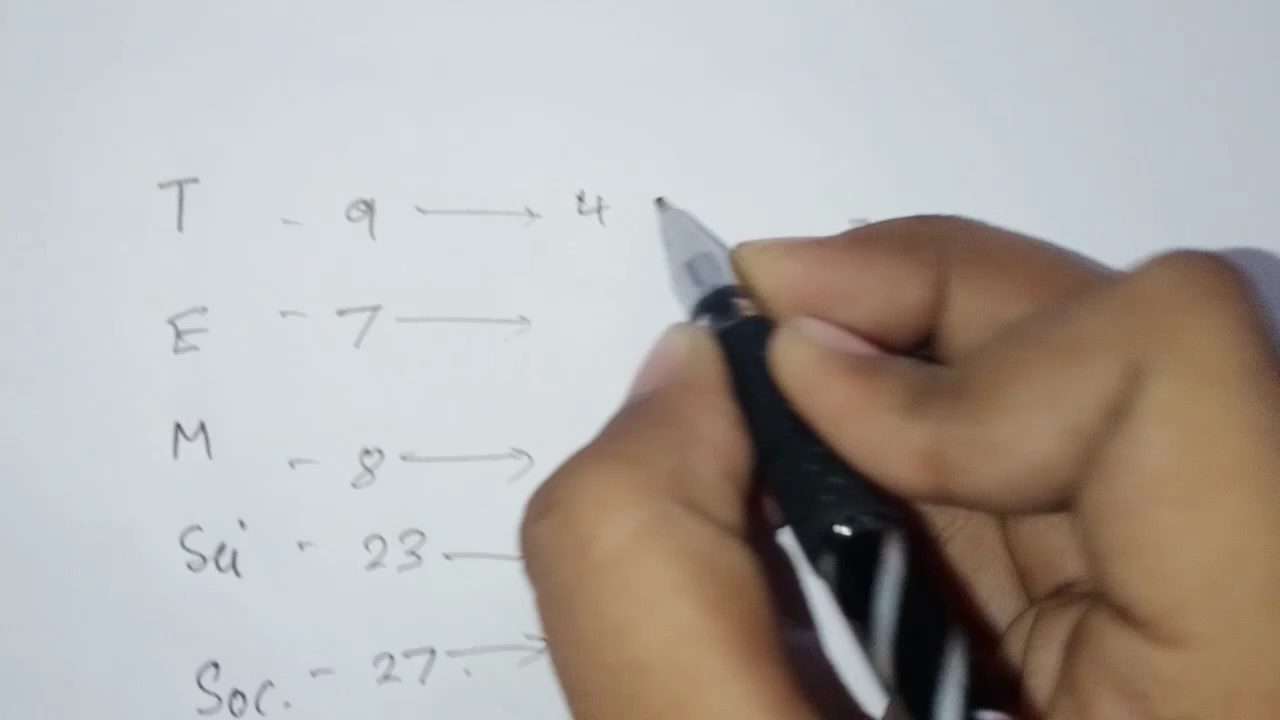 T - 9 → 4
E - 7 →
M - 8 →
Sci - 23 —
Soc. - 27 →